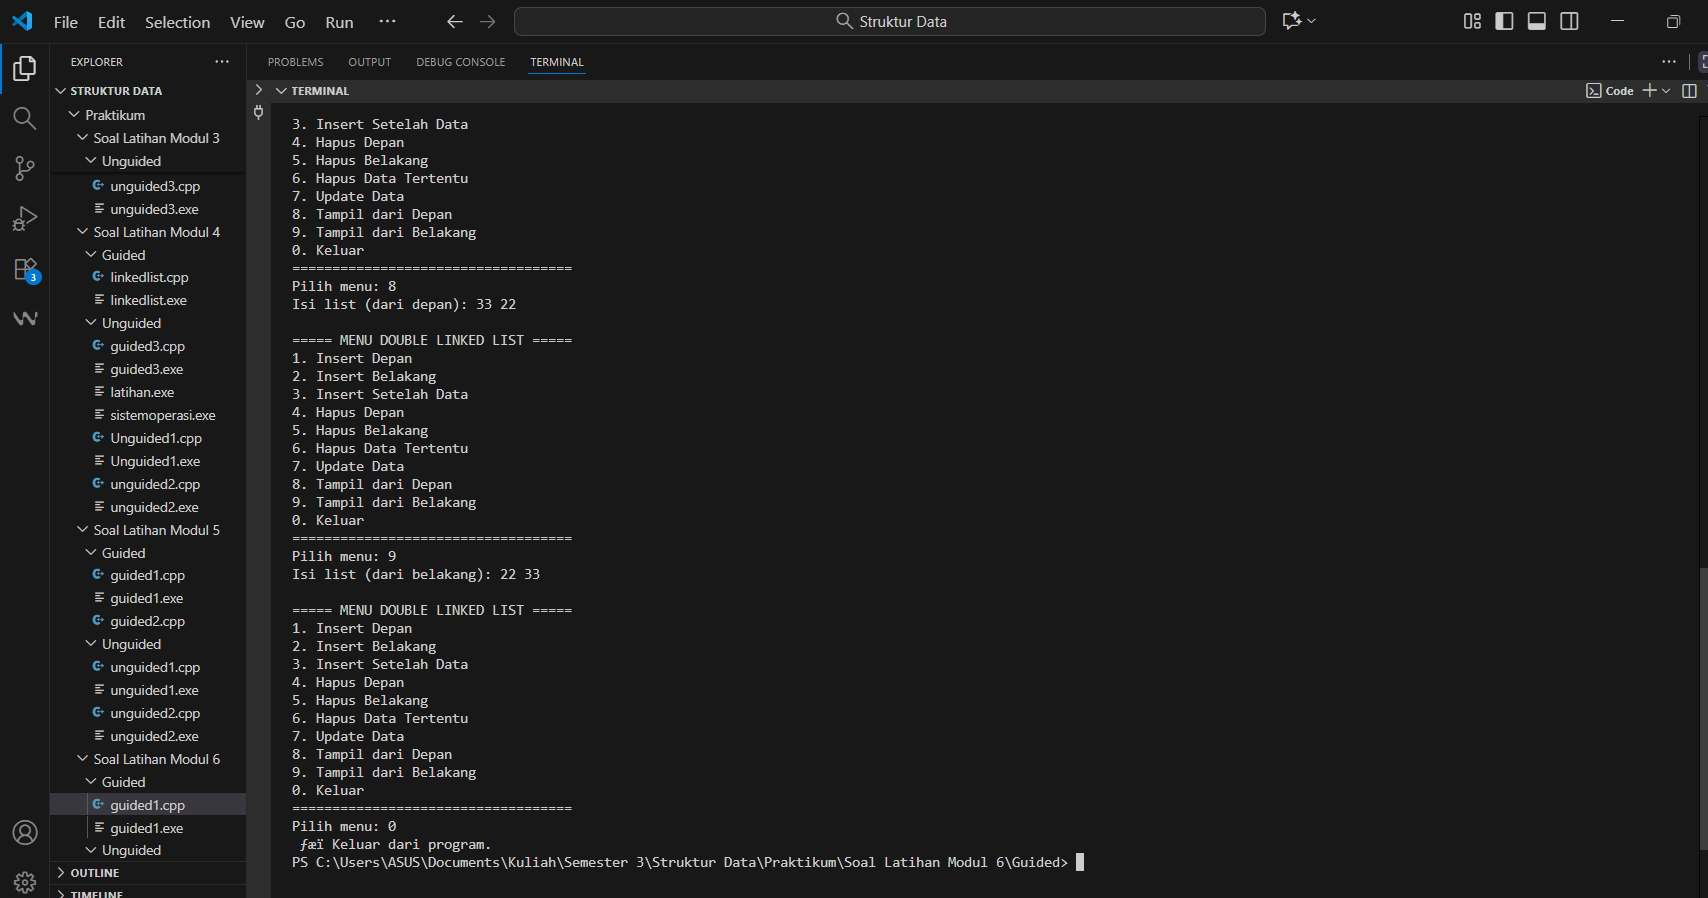 File Edit Selection View Go Run ···
Struktur Data
EXPLORER ···
STRUKTUR DATA
Praktikum
Soal Latihan Modul 3
Unguided
unguided3.cpp
unguided3.exe
Soal Latihan Modul 4
Guided
linkedlist.cpp
linkedlist.exe
Unguided
guided3.cpp
guided3.exe
latihan.exe
sistemoperasi.exe
Unguided1.cpp
Unguided1.exe
unguided2.cpp
unguided2.exe
Soal Latihan Modul 5
Guided
guided1.cpp
guided1.exe
guided2.cpp
Unguided
unguided1.cpp
unguided1.exe
unguided2.cpp
unguided2.exe
Soal Latihan Modul 6
Guided
guided1.cpp
guided1.exe
Unguided
OUTLINE
TIMELINE
3
PROBLEMS OUTPUT DEBUG CONSOLE TERMINAL
TERMINAL
Code
3. Insert Setelah Data
4. Hapus Depan
5. Hapus Belakang
6. Hapus Data Tertentu
7. Update Data
8. Tampil dari Depan
9. Tampil dari Belakang
0. Keluar
===================================
Pilih menu: 8
Isi list (dari depan): 33 22
===== MENU DOUBLE LINKED LIST =====
1. Insert Depan
2. Insert Belakang
3. Insert Setelah Data
4. Hapus Depan
5. Hapus Belakang
6. Hapus Data Tertentu
7. Update Data
8. Tampil dari Depan
9. Tampil dari Belakang
0. Keluar
===================================
Pilih menu: 9
Isi list (dari belakang): 22 33
===== MENU DOUBLE LINKED LIST =====
1. Insert Depan
2. Insert Belakang
3. Insert Setelah Data
4. Hapus Depan
5. Hapus Belakang
6. Hapus Data Tertentu
7. Update Data
8. Tampil dari Depan
9. Tampil dari Belakang
0. Keluar
===================================
Pilih menu: 0
ƒæï Keluar dari program.
PS C:\Users\ASUS\Documents\Kuliah\Semester 3\Struktur Data\Praktikum\Soal Latihan Modul 6\Guided>